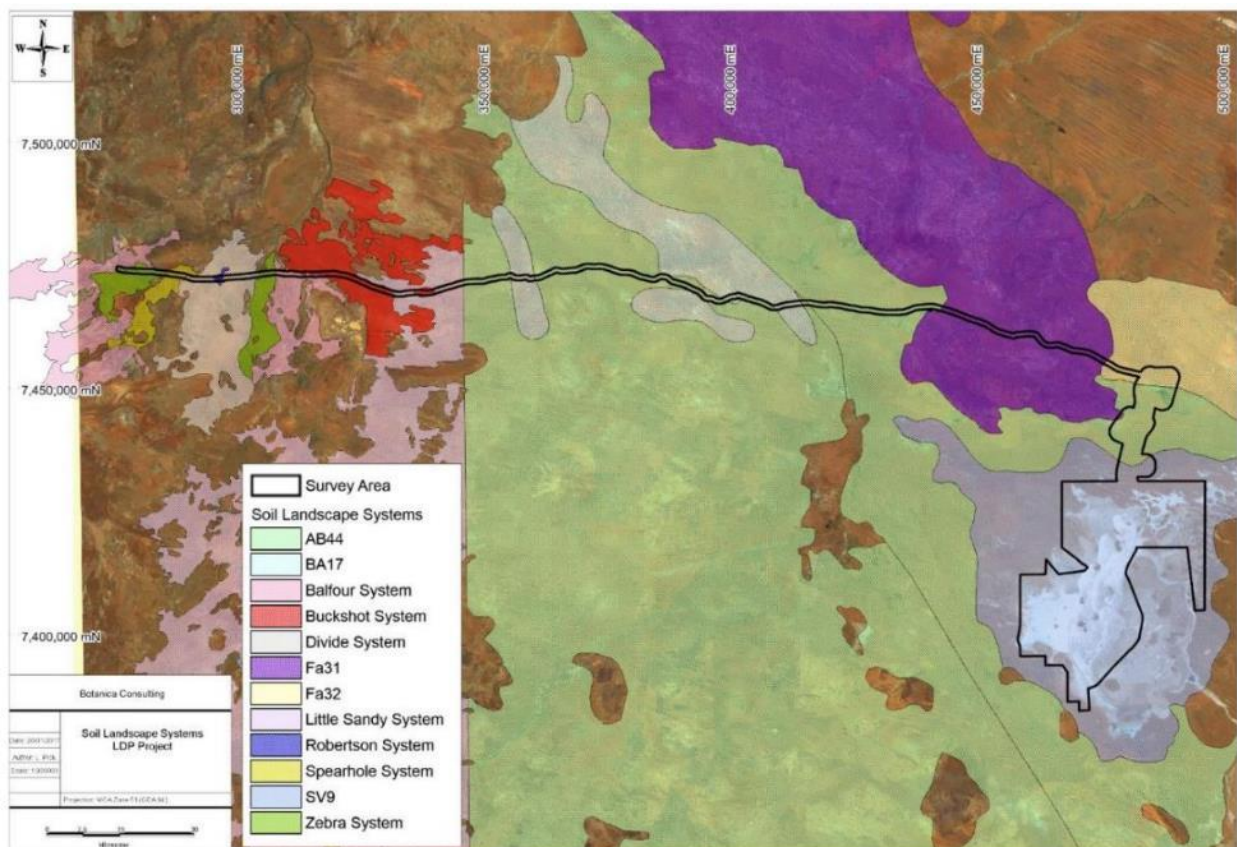 N
W E
S
300,000 mE
350,000 mE
400,000 mE
450,000 mE
500,000 mE
7,500,000 mN
7,450,000 mN
7,400,000 mN
Survey Area
Soil Landscape Systems
AB44
BA17
Balfour System
Buckshot System
Divide System
Fa31
Fa32
Little Sandy System
Robertson System
Spearhole System
SV9
Zebra System
Botanica Consulting
Soil Landscape Systems
LDP Project
Author: L. Pick
0